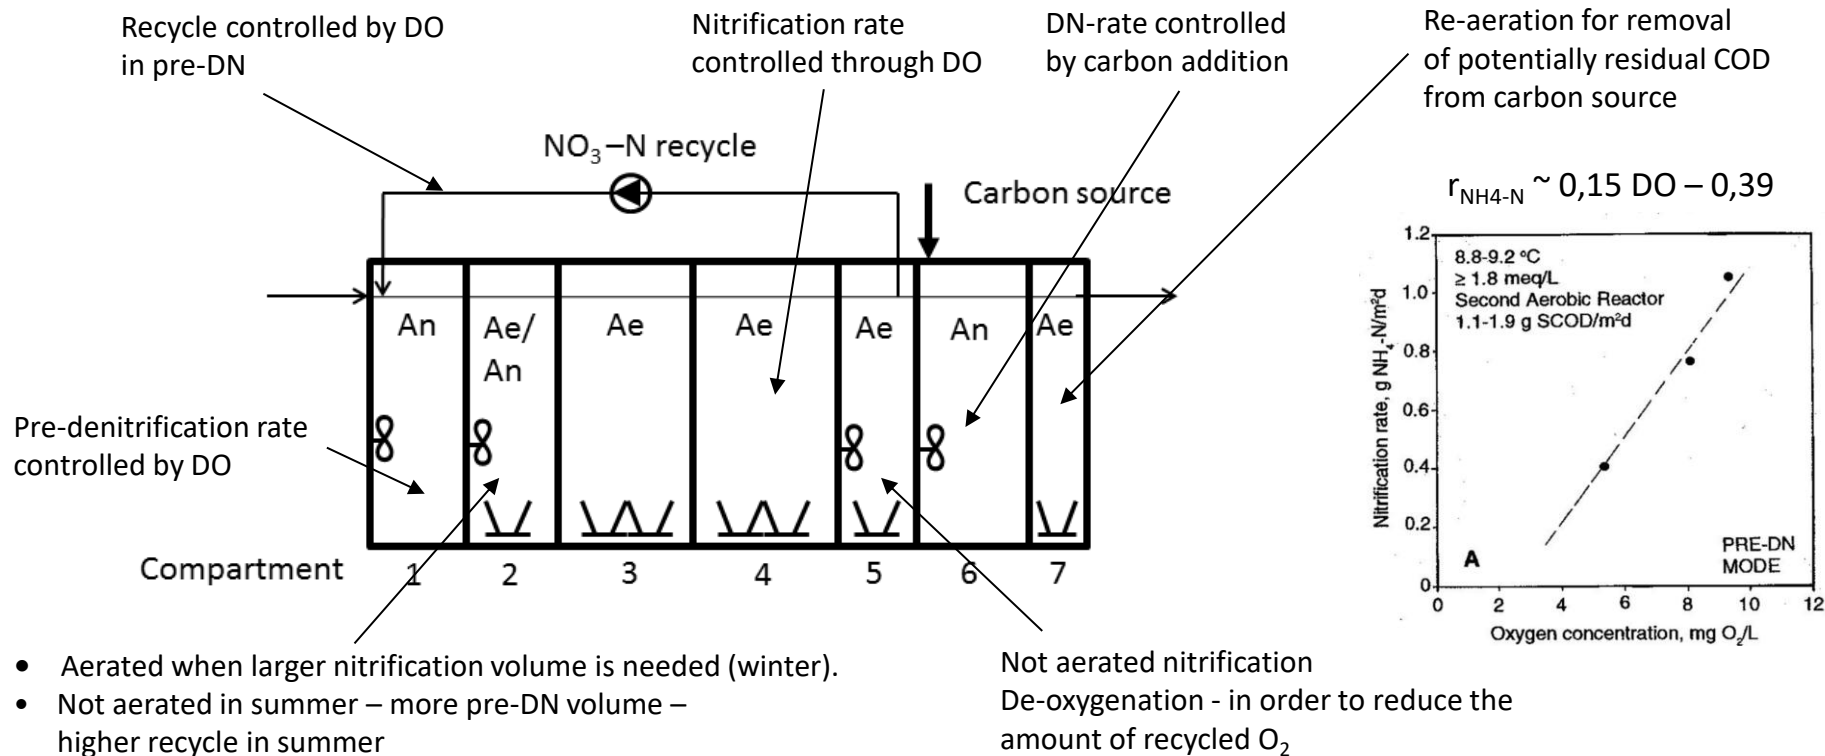 Recycle controlled by DO
in pre-DN
Nitrification rate
controlled through DO
DN-rate controlled
by carbon addition
Re-aeration for removal
of potentially residual COD
from carbon source
NO₃–N recycle
Carbon source
An
Ae/
An
Ae
Ae
Ae
An
Ae
Pre-denitrification rate
controlled by DO
Compartment
1
2
3
4
5
6
7
• Aerated when larger nitrification volume is needed (winter).
• Not aerated in summer – more pre-DN volume –
higher recycle in summer
Not aerated nitrification
De-oxygenation - in order to reduce the
amount of recycled O₂
r_NH4-N ~ 0,15 DO – 0,39
Nitrification rate, g NH₄-N/m²d
1.2
1.0
0.8
0.6
0.4
0.2
0
8.8-9.2 ºC
≥ 1.8 meq/L
Second Aerobic Reactor
1.1-1.9 g SCOD/m²d
A
PRE-DN
MODE
0 2 4 6 8 10 12
Oxygen concentration, mg O₂/L